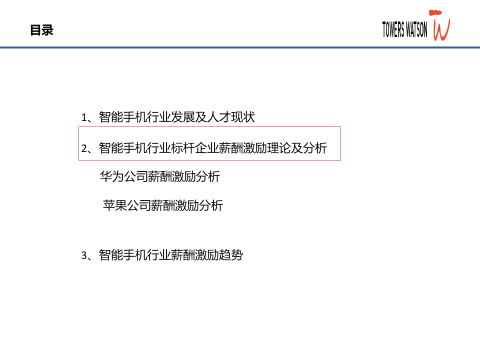 目录
TOWERS WATSON
1、智能手机行业发展及人才现状
2、智能手机行业标杆企业薪酬激励理论及分析
华为公司薪酬激励分析
苹果公司薪酬激励分析
3、智能手机行业薪酬激励趋势